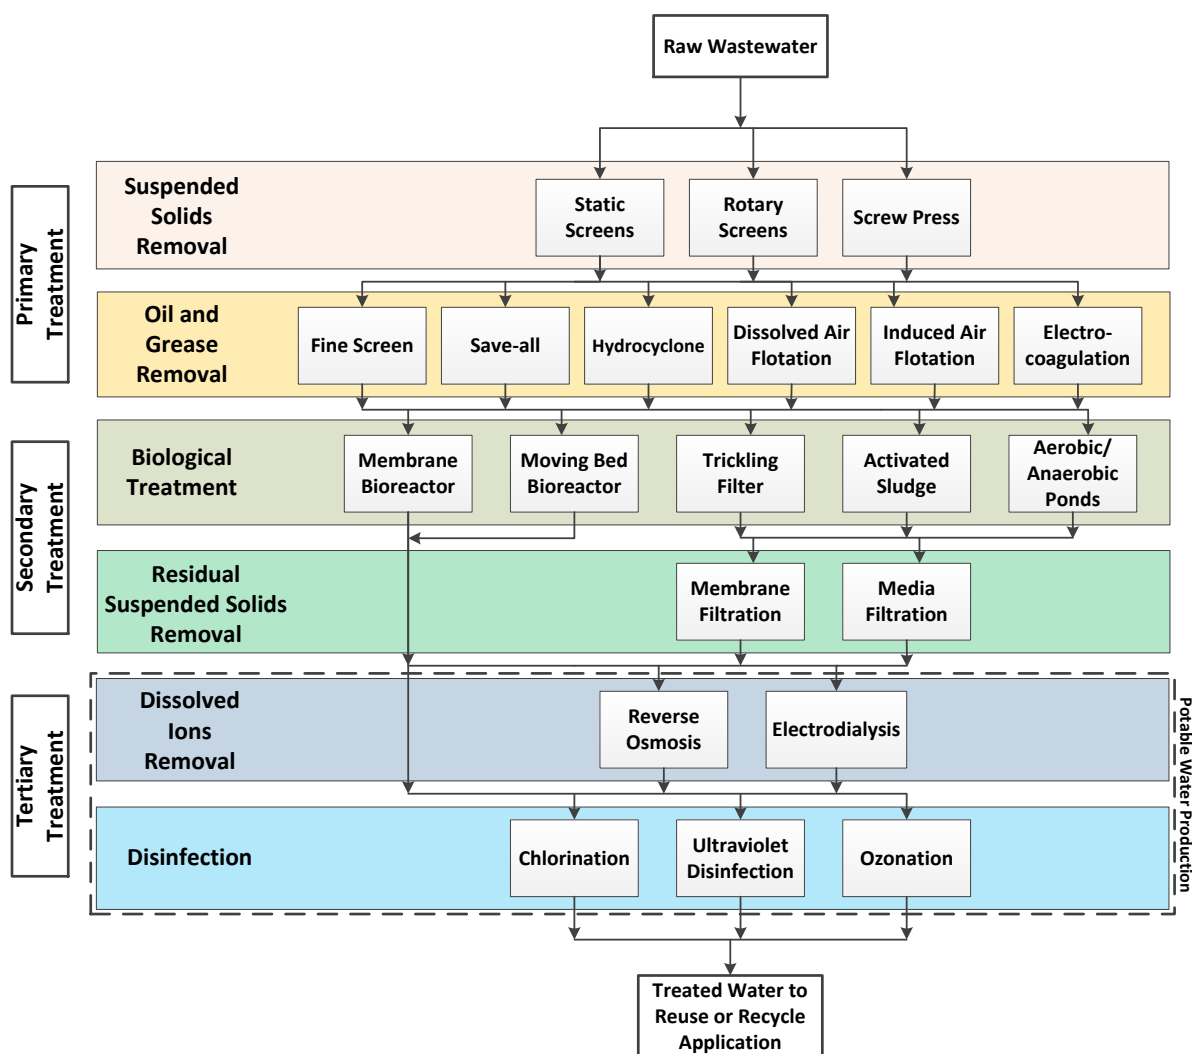 Raw Wastewater
Primary
Treatment
Suspended
Solids
Removal
Static
Screens
Rotary
Screens
Screw Press
Oil and
Grease
Removal
Fine Screen
Save-all
Hydrocyclone
Dissolved Air
Flotation
Induced Air
Flotation
Electro-
coagulation
Secondary
Treatment
Biological
Treatment
Membrane
Bioreactor
Moving Bed
Bioreactor
Trickling
Filter
Activated
Sludge
Aerobic/
Anaerobic
Ponds
Residual
Suspended Solids
Removal
Membrane
Filtration
Media
Filtration
Tertiary
Treatment
Dissolved
Ions
Removal
Reverse
Osmosis
Electrodialysis
Potable Water Production
Disinfection
Chlorination
Ultraviolet
Disinfection
Ozonation
Treated Water to
Reuse or Recycle
Application